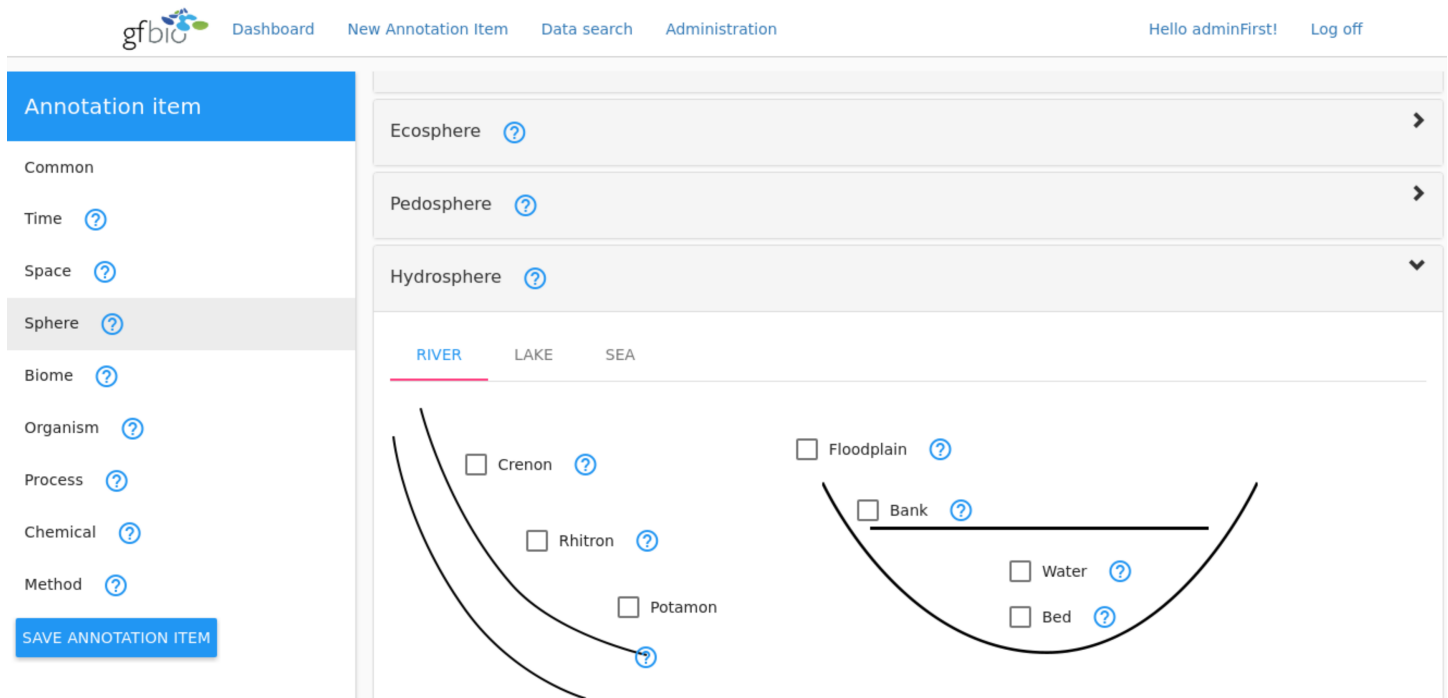 gfbio Dashboard New Annotation Item Data search Administration Hello adminFirst! Log off
Annotation item
Common
Time ?
Space ?
Sphere ?
Biome ?
Organism ?
Process ?
Chemical ?
Method ?
SAVE ANNOTATION ITEM
Ecosphere ?
Pedosphere ?
Hydrosphere ?
RIVER LAKE SEA
Crenon ?
Rhitron ?
Potamon
?
Floodplain ?
Bank ?
Water ?
Bed ?